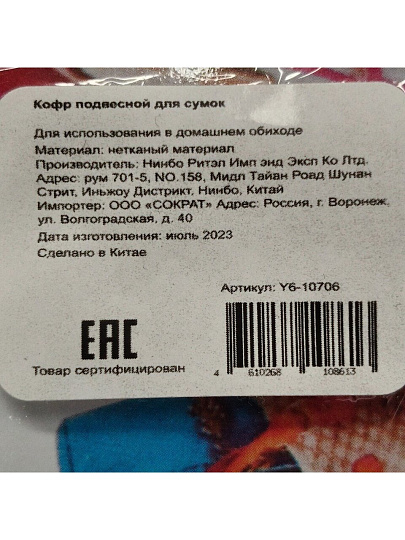 Кофр подвесной для сумок
Для использования в домашнем обиходе
Материал: нетканый материал
Производитель: Нинбо Ритэл Имп энд Эксп Ко Лтд.
Адрес: рум 701-5, NO.158, Мидл Тайан Роад Шунан
Стрит, Иньжоу Дистрикт, Нинбо, Китай
Импортер: ООО «СОКРАТ» Адрес: Россия, г. Воронеж,
ул. Волгоградская, д. 40
Дата изготовления: июль 2023
Сделано в Китае
Артикул: Y6-10706
EAC
Товар сертифицирован
4 610268 108613